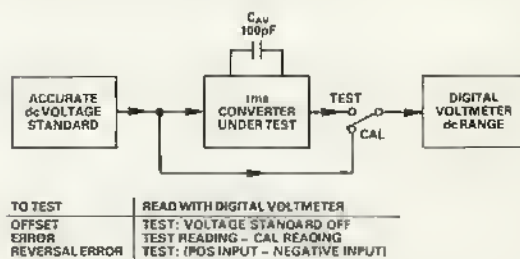 CAV
100pF
ACCURATE
dc VOLTAGE
STANDARD
rms
CONVERTER
UNDER TEST
TEST
CAL
DIGITAL
VOLTMETER
dc RANGE
TO TEST READ WITH DIGITAL VOLTMETER
OFFSET TEST: VOLTAGE STANDARD OFF
ERROR TEST READING – CAL READING
REVERSAL ERROR TEST: (POS INPUT – NEGATIVE INPUT)